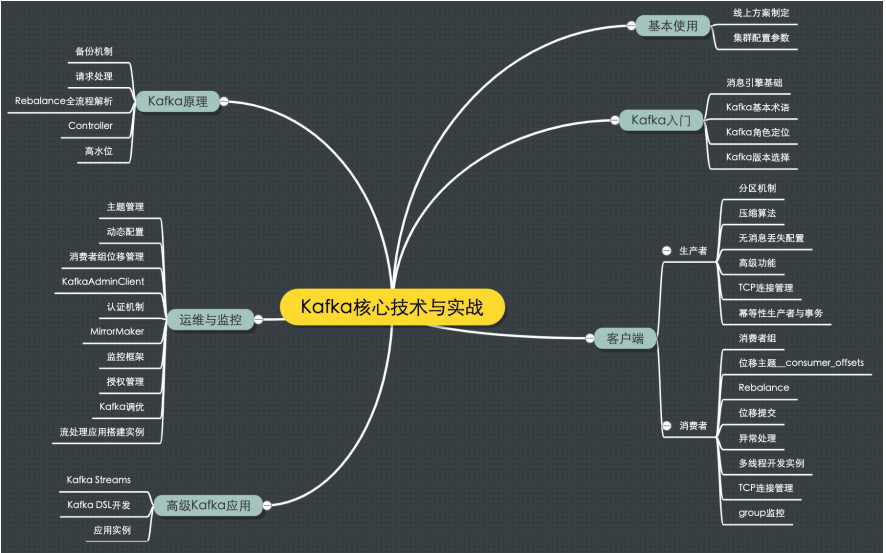 Kafka核心技术与实战
基本使用
线上方案制定
集群配置参数
Kafka入门
消息引擎基础
Kafka基本术语
Kafka角色定位
Kafka版本选择
客户端
生产者
分区机制
压缩算法
无消息丢失配置
高级功能
TCP连接管理
幂等性生产者与事务
消费者
消费者组
位移主题__consumer_offsets
Rebalance
位移提交
异常处理
多线程开发实例
TCP连接管理
group监控
Kafka原理
备份机制
请求处理
Rebalance全流程解析
Controller
高水位
运维与监控
主题管理
动态配置
消费者组位移管理
KafkaAdminClient
认证机制
MirrorMaker
监控框架
授权管理
Kafka调优
流处理应用搭建实例
高级Kafka应用
Kafka Streams
Kafka DSL开发
应用实例